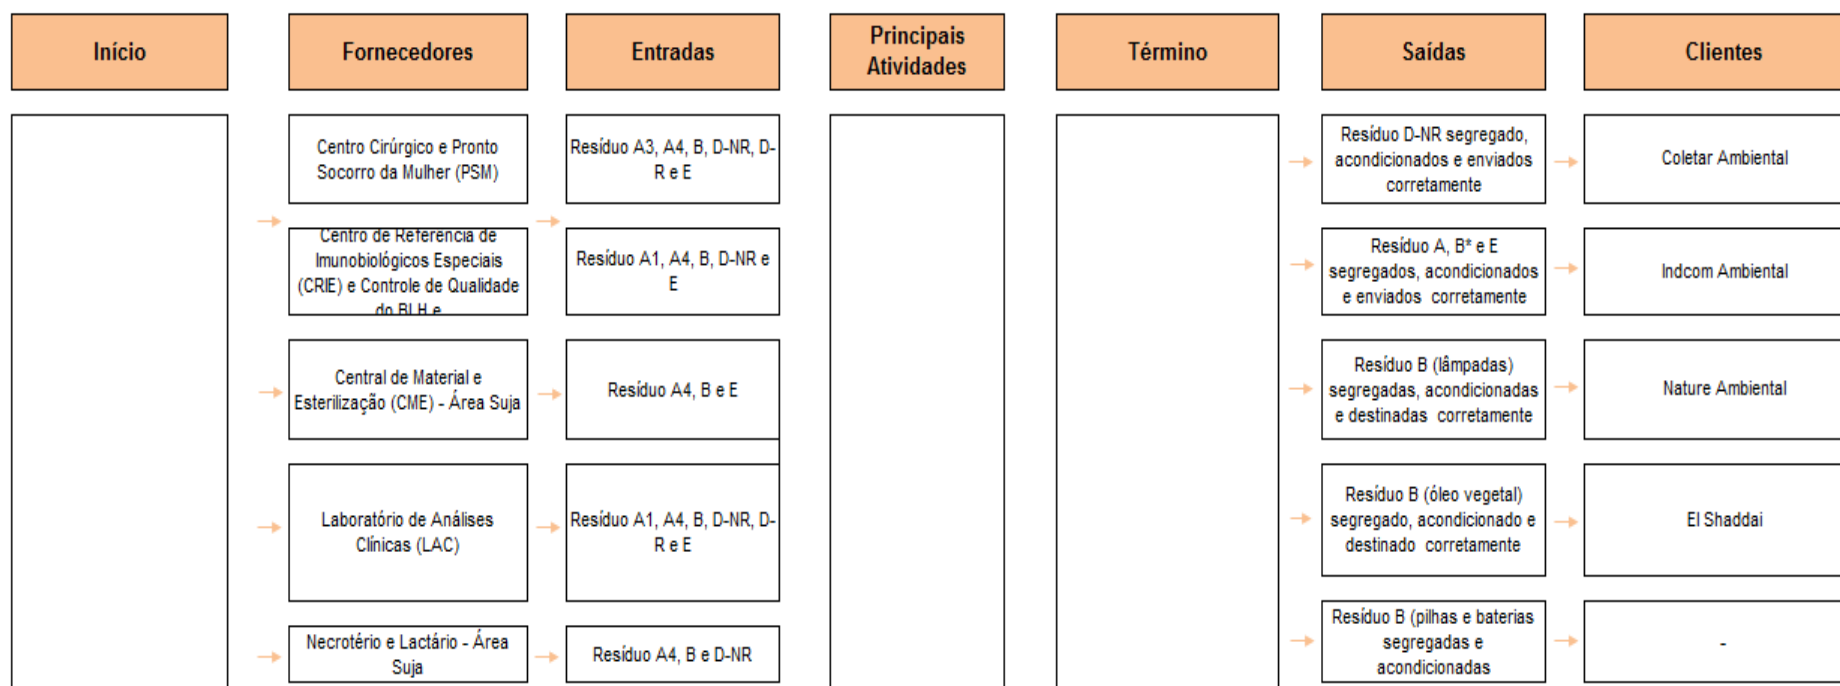 Início
Fornecedores
Entradas
Principais
Atividades
Término
Saídas
Clientes
Centro Cirúrgico e Pronto
Socorro da Mulher (PSM)
Resíduo A3, A4, B, D-NR, D-
R e E
Resíduo D-NR segregado,
acondicionados e enviados
corretamente
Coletar Ambiental
Centro de Referência de
Imunobiológicos Especiais
(CRIE) e Controle de Qualidade
do BLH e
Resíduo A1, A4, B, D-NR e
E
Resíduo A, B* e E
segregados, acondicionados
e enviados corretamente
Indcom Ambiental
Central de Material e
Esterilização (CME) - Área Suja
Resíduo A4, B e E
Resíduo B (lâmpadas)
segregadas, acondicionadas
e destinadas corretamente
Nature Ambiental
Laboratório de Análises
Clínicas (LAC)
Resíduo A1, A4, B, D-NR, D-
R e E
Resíduo B (óleo vegetal)
segregado, acondicionado e
destinado corretamente
El Shaddai
Necrotério e Lactário - Área
Suja
Resíduo A4, B e D-NR
Resíduo B (pilhas e baterias
segregadas e
acondicionadas
-